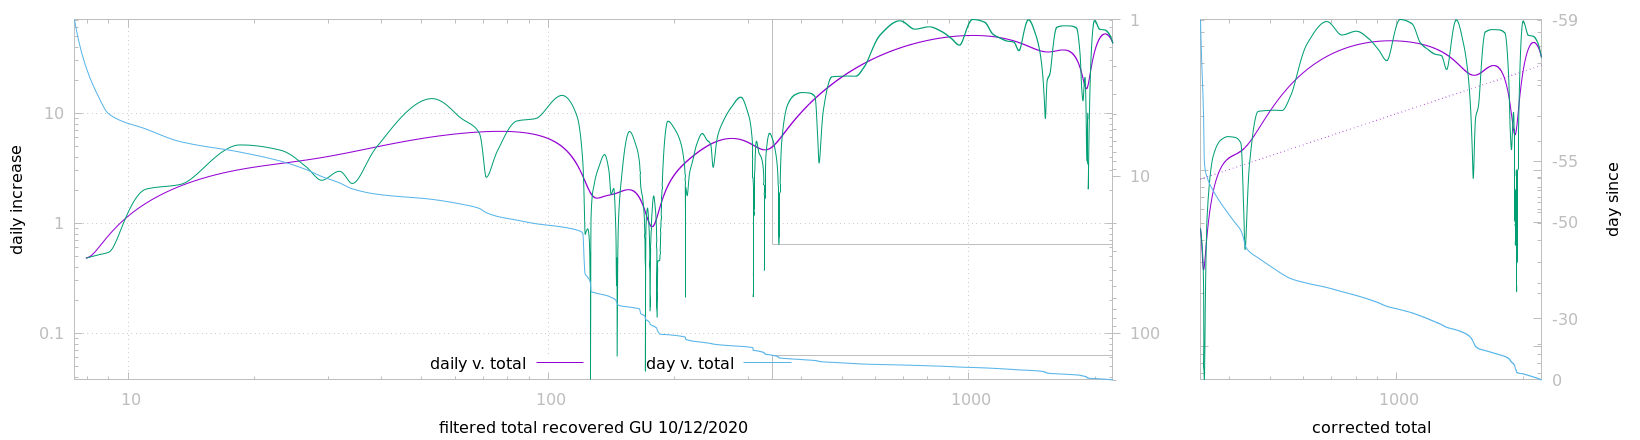 daily increase
10
1
0.1
1
10
100
daily v. total
day v. total
10
100
1000
filtered total recovered GU 10/12/2020
-59
-55
-50
-30
0
day since
1000
corrected total